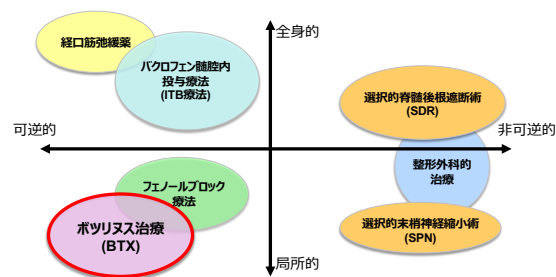 全身的
経口筋弛緩薬
バクロフェン髄腔内
投与療法
(ITB療法)
選択的脊髄後根遮断術
(SDR)
可逆的
非可逆的
整形外科的
治療
フェノールブロック
療法
ボツリヌス治療
(BTX)
選択的末梢神経縮小術
(SPN)
局所的